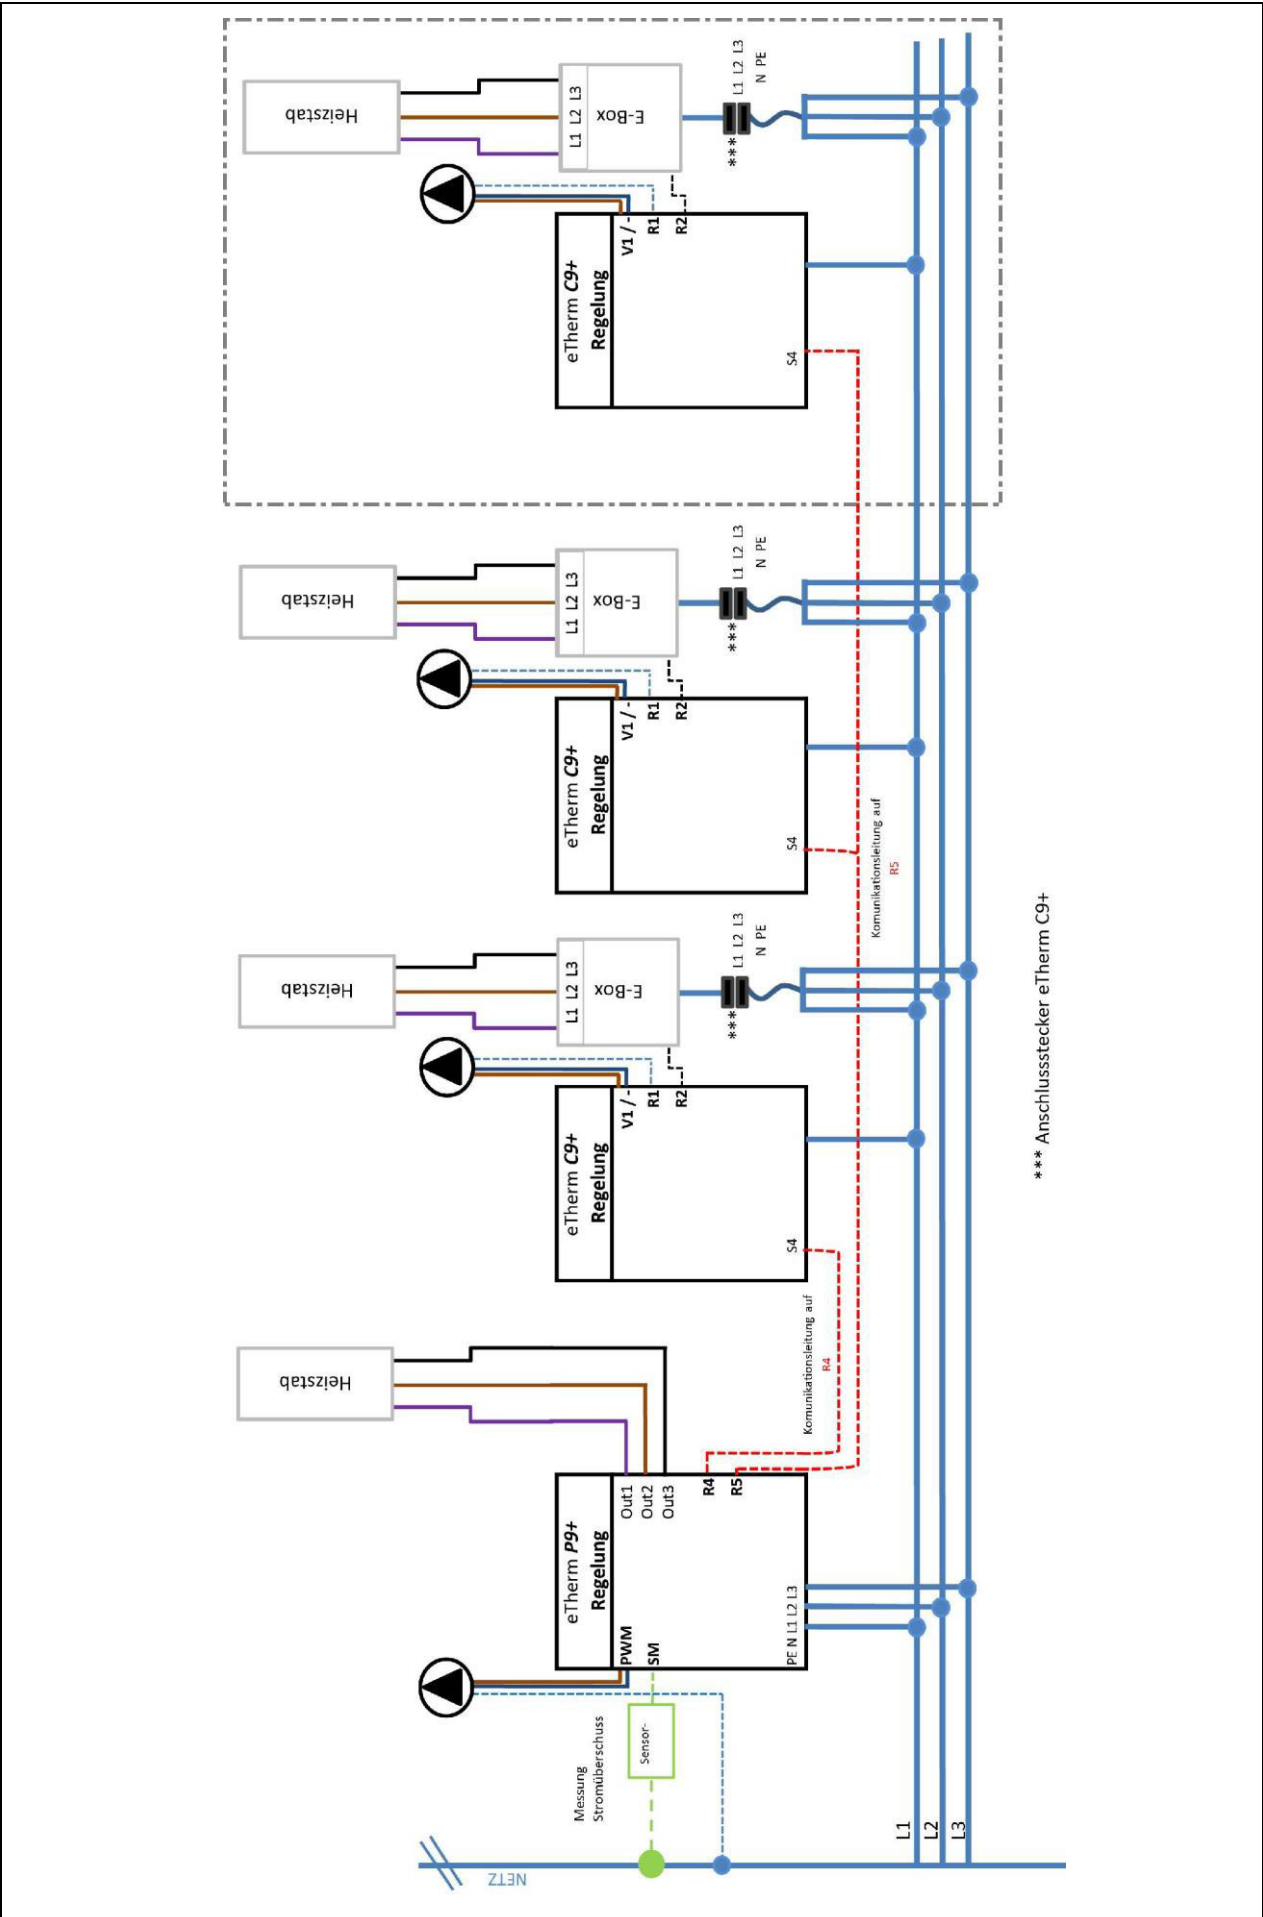 NETZ
Messung
Stromüberschuss
Sensor-
eTherm P9+
Regelung
PWM
SM
PE N L1 L2 L3
Out1
Out2
Out3
R4
R5
Heizstab
Komunikationsleitung auf
R4
eTherm C9+
Regelung
V1 / -
R1
R2
S4
Heizstab
L1 L2 L3
E-Box
***
L1 L2 L3
N PE
Komunikationsleitung auf
R5
eTherm C9+
Regelung
V1 / -
R1
R2
S4
Heizstab
L1 L2 L3
E-Box
***
L1 L2 L3
N PE
eTherm C9+
Regelung
V1 / -
R1
R2
S4
Heizstab
L1 L2 L3
E-Box
***
L1 L2 L3
N PE
L1
L2
L3
*** Anschlussstecker eTherm C9+